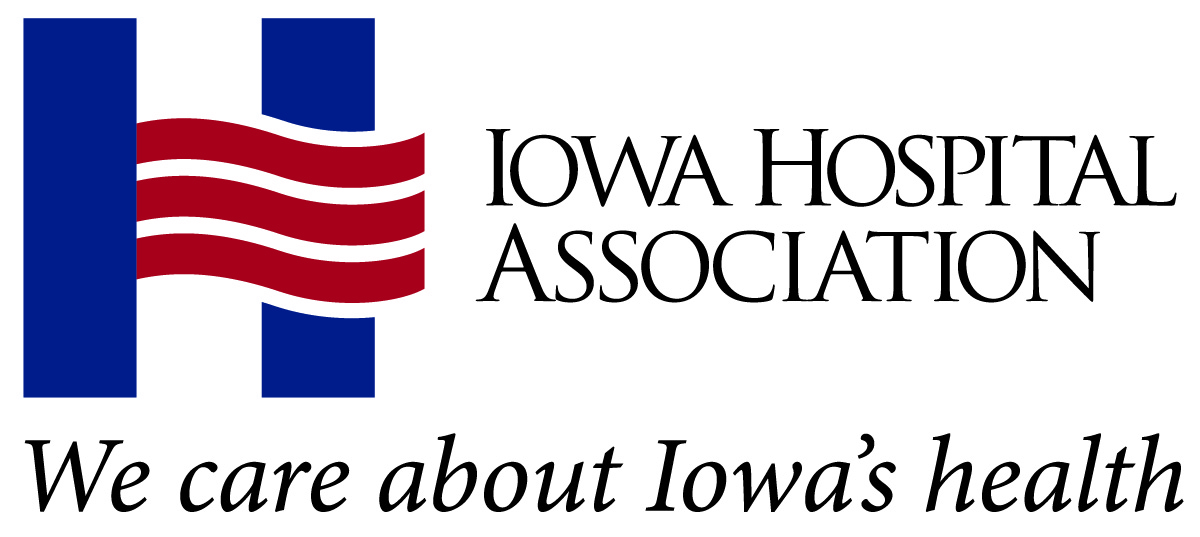 IOWA HOSPITAL
ASSOCIATION
We care about Iowa’s health